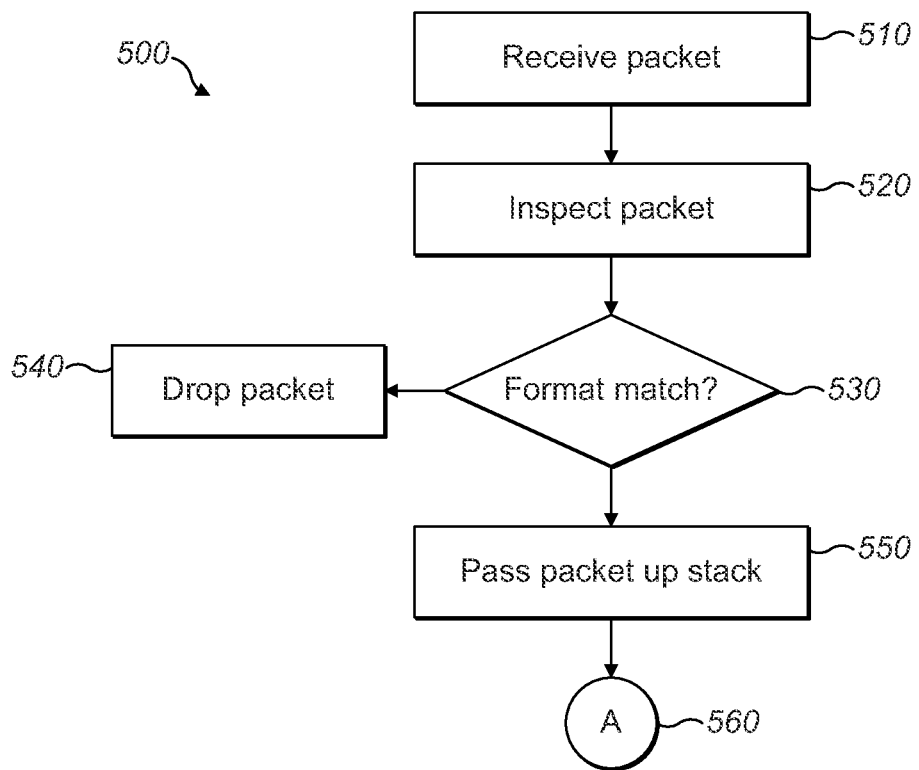 500
Receive packet
510
Inspect packet
520
Format match?
530
540
Drop packet
Pass packet up stack
550
A
560